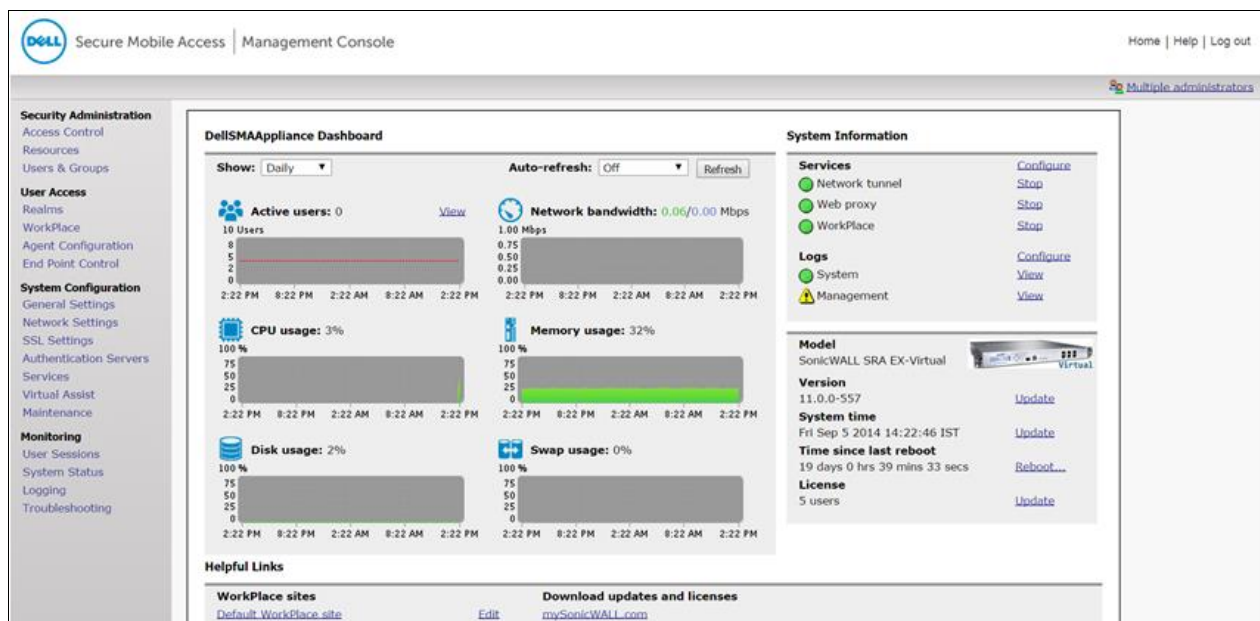 DELL Secure Mobile Access | Management Console
Home | Help | Log out
Multiple administrators
Security Administration
Access Control
Resources
Users & Groups
User Access
Realms
WorkPlace
Agent Configuration
End Point Control
System Configuration
General Settings
Network Settings
SSL Settings
Authentication Servers
Services
Virtual Assist
Maintenance
Monitoring
User Sessions
System Status
Logging
Troubleshooting
DellSMAAppliance Dashboard
Show: Daily
Auto-refresh: Off Refresh
Active users: 0 View
10 Users
8
5
2
0
2:22 PM 8:22 PM 2:22 AM 8:22 AM 2:22 PM
Network bandwidth: 0.06/0.00 Mbps
1.00 Mbps
0.75
0.50
0.25
0.00
2:22 PM 8:22 PM 2:22 AM 8:22 AM 2:22 PM
CPU usage: 3%
100 %
75
50
25
0
2:22 PM 8:22 PM 2:22 AM 8:22 AM 2:22 PM
Memory usage: 32%
100 %
75
50
25
0
2:22 PM 8:22 PM 2:22 AM 8:22 AM 2:22 PM
Disk usage: 2%
100 %
75
50
25
0
2:22 PM 8:22 PM 2:22 AM 8:22 AM 2:22 PM
Swap usage: 0%
100 %
75
50
25
0
2:22 PM 8:22 PM 2:22 AM 8:22 AM 2:22 PM
System Information
Services Configure
Network tunnel Stop
Web proxy Stop
WorkPlace Stop
Logs Configure
System View
Management View
Model
SonicWALL SRA EX-Virtual
Virtual
Version
11.0.0-557 Update
System time
Fri Sep 5 2014 14:22:46 IST Update
Time since last reboot
19 days 0 hrs 39 mins 33 secs Reboot...
License
5 users Update
Helpful Links
WorkPlace sites
Default WorkPlace site Edit
Download updates and licenses
mySonicWALL.com